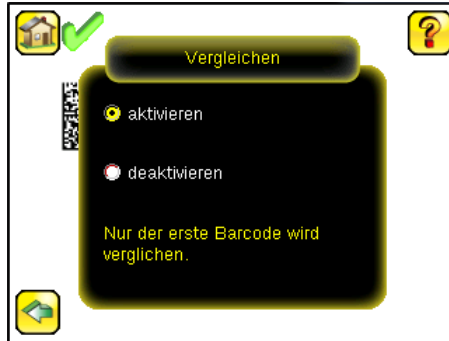 Vergleichen
aktivieren
deaktivieren
Nur der erste Barcode wird
verglichen.